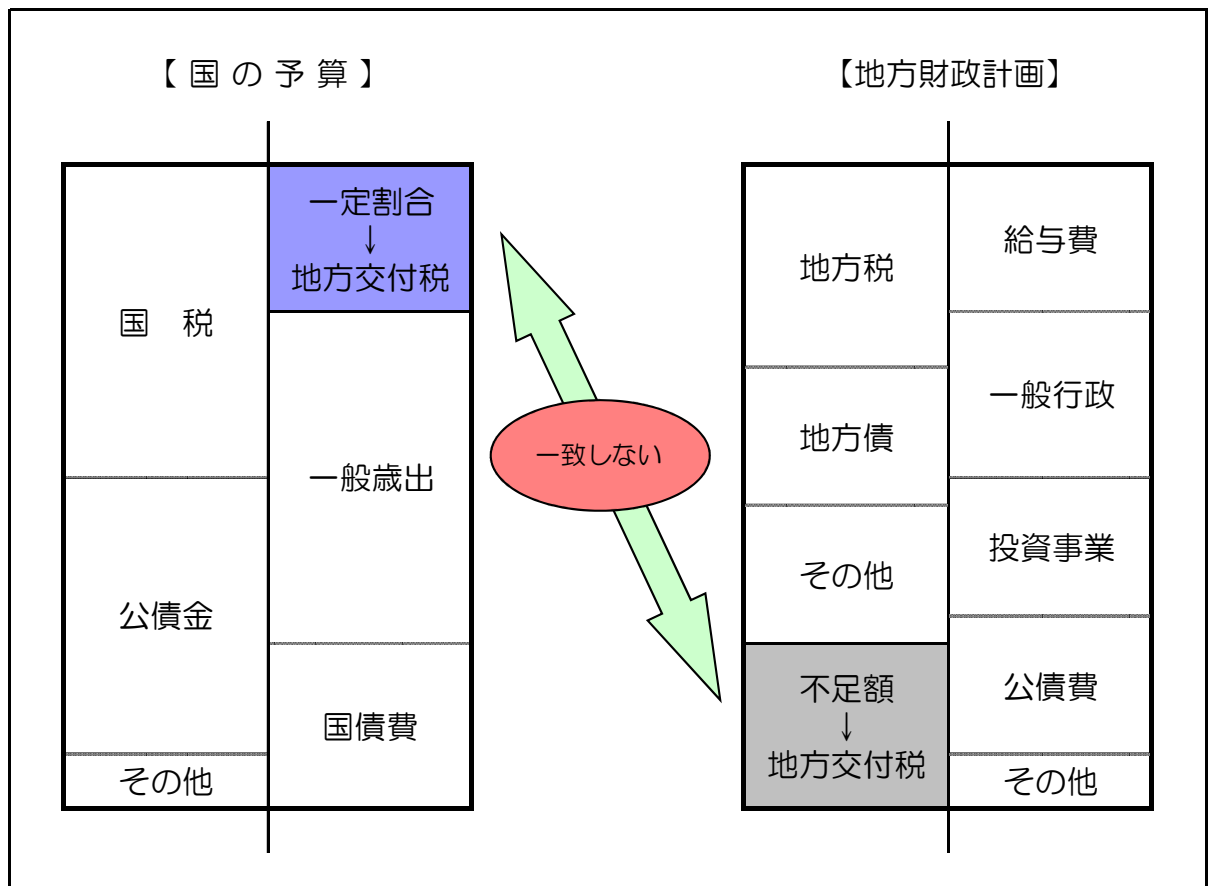 【 国 の 予 算 】
【地方財政計画】
国　税
公債金
その他
一定割合
↓
地方交付税
一般歳出
国債費
一致しない
地方税
地方債
その他
不足額
↓
地方交付税
給与費
一般行政
投資事業
公債費
その他